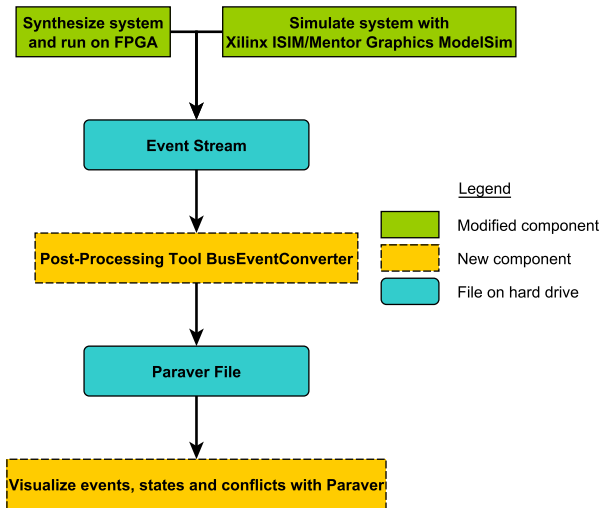 Synthesize system
and run on FPGA
Simulate system with
Xilinx ISIM/Mentor Graphics ModelSim
Event Stream
Post-Processing Tool BusEventConverter
Paraver File
Visualize events, states and conflicts with Paraver
Legend
Modified component
New component
File on hard drive